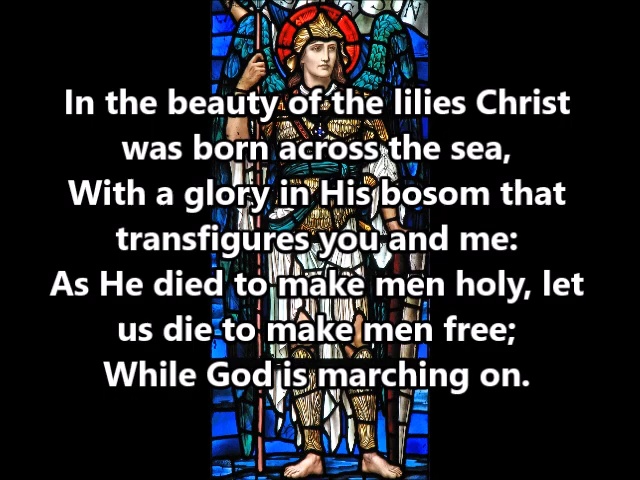 In the beauty of the lilies Christ
was born across the sea,
With a glory in His bosom that
transfigures you and me:
As He died to make men holy, let
us die to make men free;
While God is marching on.